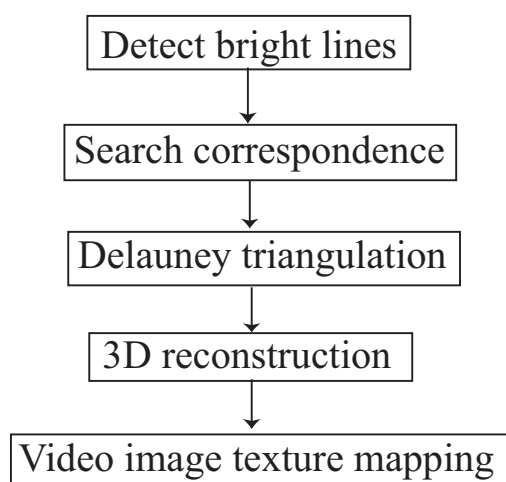 Detect bright lines
Search correspondence
Delauney triangulation
3D reconstruction
Video image texture mapping